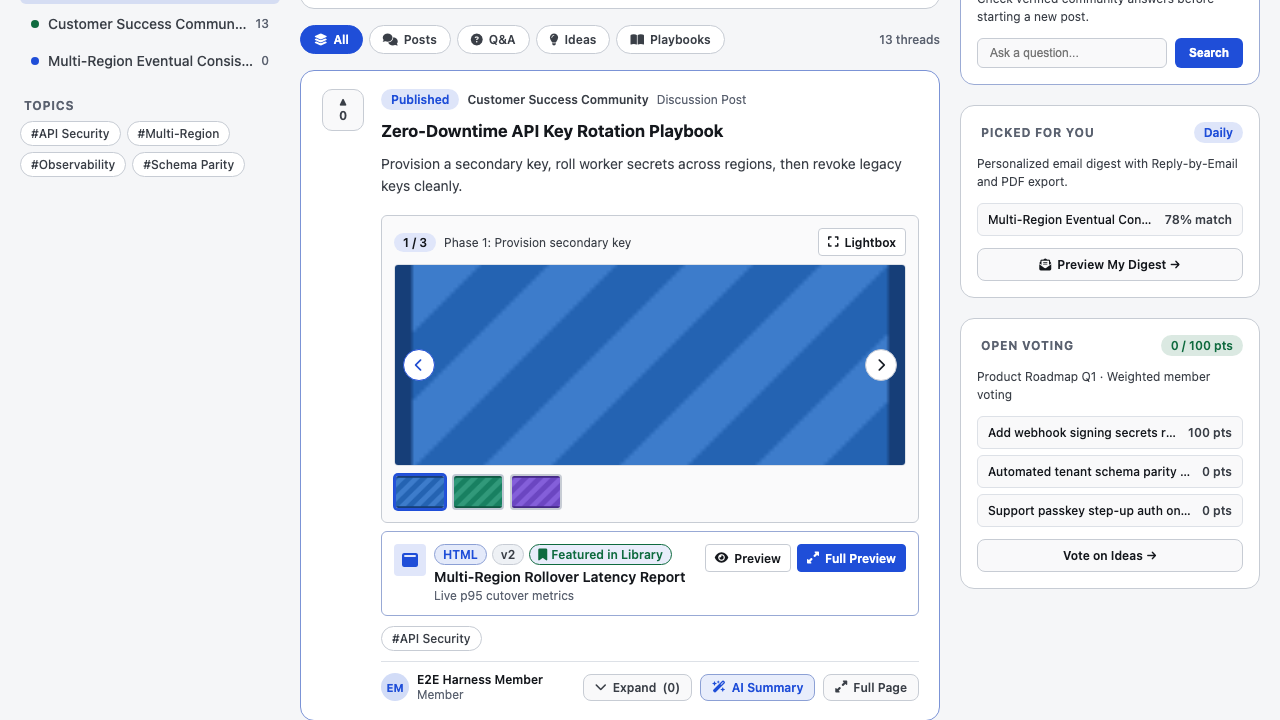 Customer Success Commun... 13
Multi-Region Eventual Consis... 0
TOPICS
#API Security #Multi-Region
#Observability #Schema Parity
All Posts Q&A Ideas Playbooks 13 threads
▲
0
Published Customer Success Community Discussion Post
Zero-Downtime API Key Rotation Playbook
Provision a secondary key, roll worker secrets across regions, then revoke legacy
keys cleanly.
1 / 3 Phase 1: Provision secondary key Lightbox
HTML v2 Featured in Library Preview Full Preview
Multi-Region Rollover Latency Report
Live p95 cutover metrics
#API Security
EM E2E Harness Member
Member
Expand (0) AI Summary Full Page
starting a new post.
Ask a question... Search
PICKED FOR YOU Daily
Personalized email digest with Reply-by-Email
and PDF export.
Multi-Region Eventual Con... 78% match
Preview My Digest →
OPEN VOTING 0 / 100 pts
Product Roadmap Q1 · Weighted member
voting
Add webhook signing secrets r... 100 pts
Automated tenant schema parity ... 0 pts
Support passkey step-up auth on... 0 pts
Vote on Ideas →